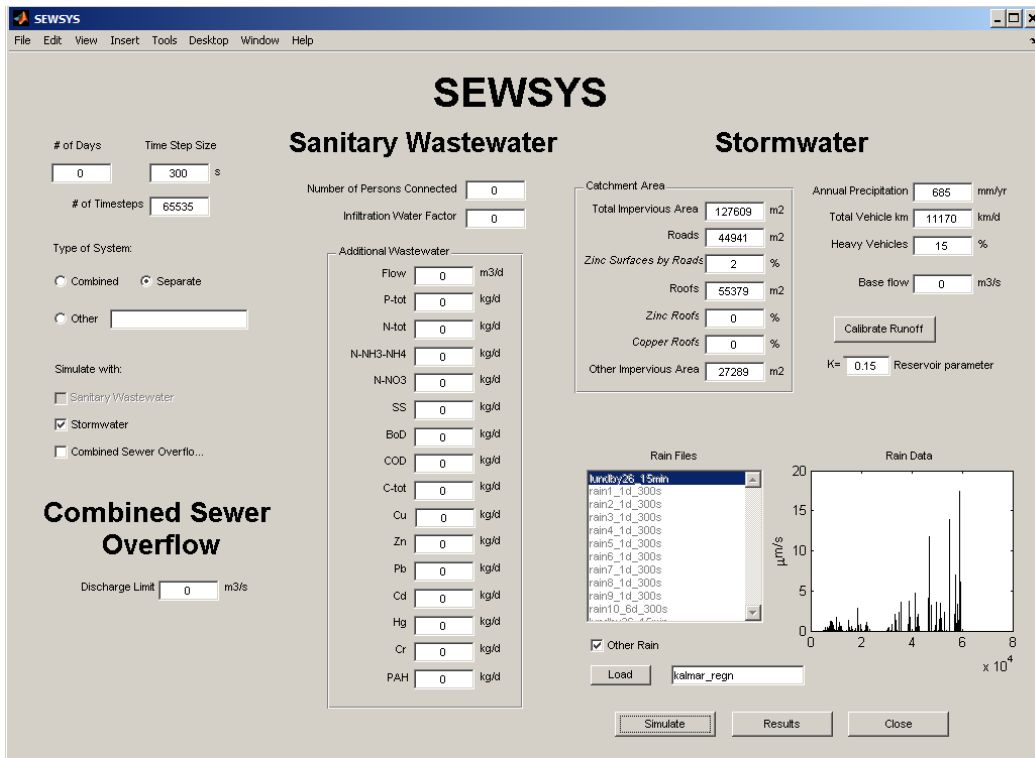 SEWSYS
File Edit View Insert Tools Desktop Window Help
SEWSYS
# of Days Time Step Size
0 300 s
# of Timesteps 65535
Type of System:
Combined Separate
Other
Simulate with:
Sanitary Wastewater
Stormwater
Combined Sewer Overflo...
Combined Sewer
Overflow
Discharge Limit 0 m3/s
Sanitary Wastewater
Number of Persons Connected 0
Infiltration Water Factor 0
Additional Wastewater
Flow 0 m3/d
P-tot 0 kg/d
N-tot 0 kg/d
N-NH3-NH4 0 kg/d
N-NO3 0 kg/d
SS 0 kg/d
BoD 0 kg/d
COD 0 kg/d
C-tot 0 kg/d
Cu 0 kg/d
Zn 0 kg/d
Pb 0 kg/d
Cd 0 kg/d
Hg 0 kg/d
Cr 0 kg/d
PAH 0 kg/d
Stormwater
Catchment Area
Total Impervious Area 127609 m2
Roads 44941 m2
Zinc Surfaces by Roads 2 %
Roofs 55379 m2
Zinc Roofs 0 %
Copper Roofs 0 %
Other Impervious Area 27289 m2
Annual Precipitation 685 mm/yr
Total Vehicle km 11170 km/d
Heavy Vehicles 15 %
Base flow 0 m3/s
Calibrate Runoff
K= 0.15 Reservoir parameter
Rain Files
lundby26_15min
rain1_1d_300s
rain2_1d_300s
rain3_1d_300s
rain4_1d_300s
rain5_1d_300s
rain6_1d_300s
rain7_1d_300s
rain8_1d_300s
rain9_1d_300s
rain10_6d_300s
Other Rain
Load kalmar_regn
Rain Data
20
15
10
5
0
µm/s
0 2 4 6 8
x 10^4
Simulate Results Close